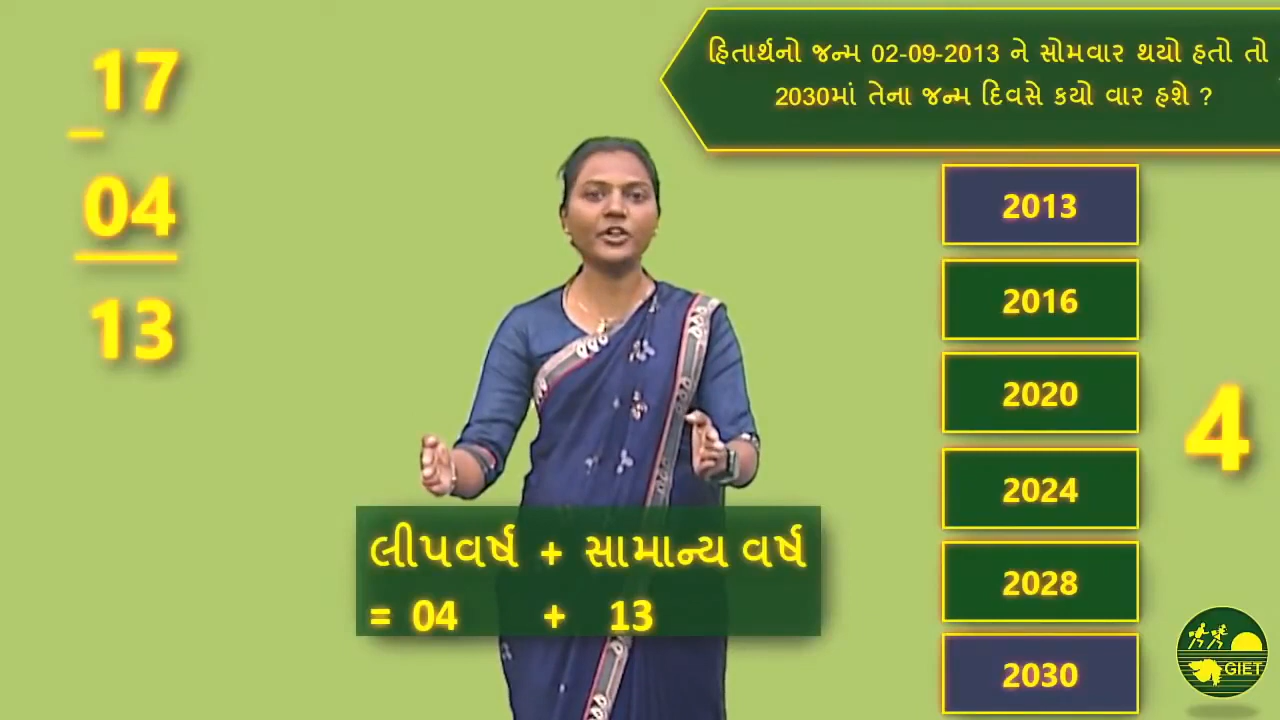 17
–
04
13
હિતાર્થનો જન્મ 02-09-2013 ને સોમવાર થયો હતો તો
2030માં તેના જન્મ દિવસે કયો વાર હશે ?
2013
2016
2020
2024
2028
2030
4
લીપવર્ષ + સામાન્ય વર્ષ
= 04 + 13
GIET